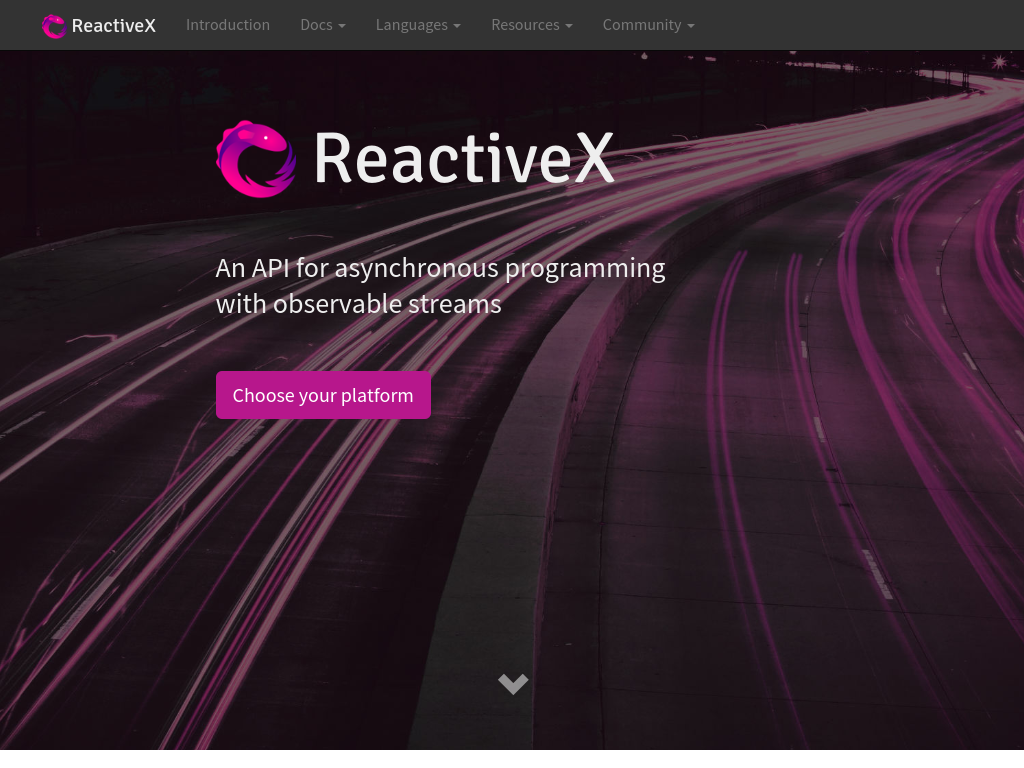 ReactiveX Introduction Docs Languages Resources Community
ReactiveX
An API for asynchronous programming
with observable streams
Choose your platform